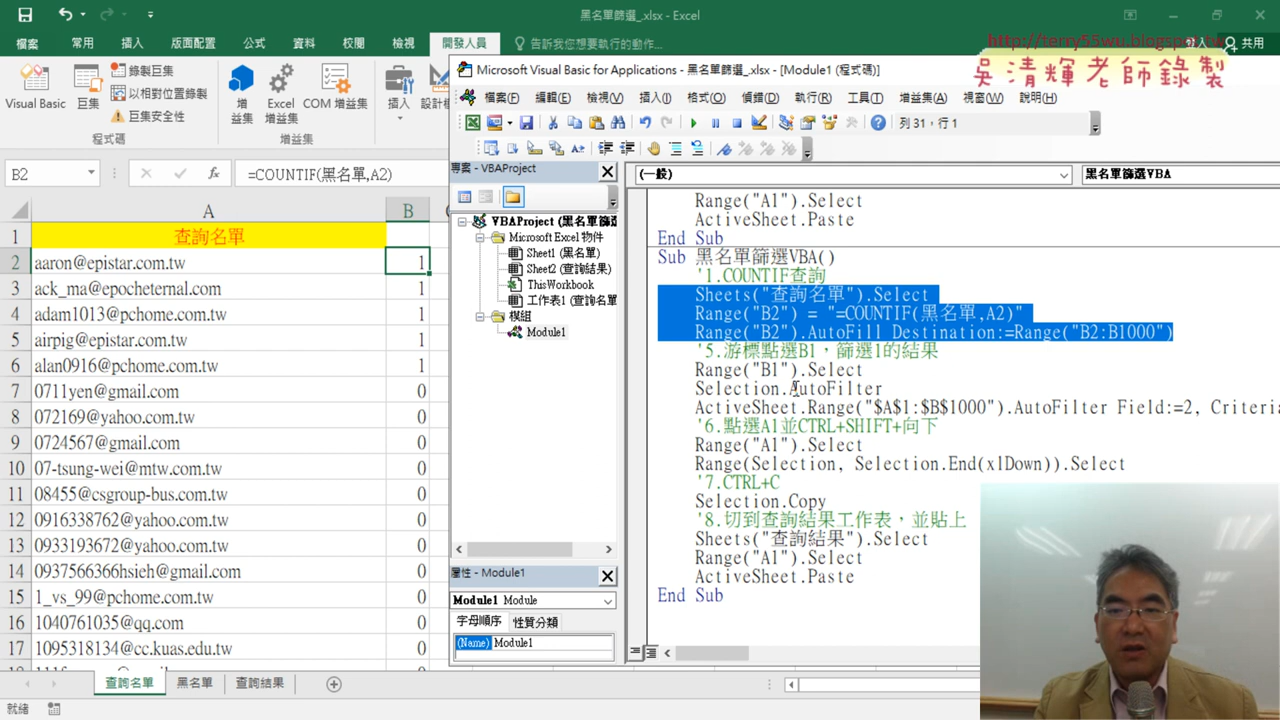 黑名單篩選_.xlsx - Excel
檔案 常用 插入 版面配置 公式 資料 校閱 檢視 開發人員 告訴我您想要執行的動作... 共用
http://terry55wu.blogspot.tw
吳清輝老師錄製
Visual Basic 巨集 錄製巨集 以相對位置錄製 巨集安全性 增益集 Excel 增益集 COM 增益集 插入
程式碼 增益集
B2 fx =COUNTIF(黑名單,A2)
A B
1 查詢名單
2 aaron@epistar.com.tw 1
3 ack_ma@epocheternal.com 1
4 adam1013@pchome.com.tw 1
5 airpig@epistar.com.tw 1
6 alan0916@pchome.com.tw 1
7 0711yen@gmail.com 0
8 072169@yahoo.com.tw 0
9 0724567@gmail.com 0
10 07-tsung-wei@mtw.com.tw 0
11 08455@csgroup-bus.com.tw 0
12 0916338762@yahoo.com.tw 0
13 0933193672@yahoo.com.tw 0
14 0937566366hsieh@gmail.com 0
15 1_vs_99@pchome.com.tw 0
16 1040761035@qq.com 0
17 1095318134@cc.kuas.edu.tw 0
查詢名單 黑名單 查詢結果
就緒
Microsoft Visual Basic for Applications - 黑名單篩選_.xlsx - [Module1 (程式碼)]
檔案(F) 編輯(E) 檢視(V) 插入(I) 格式(O) 偵錯(D) 執行(R) 工具(T) 增益集(A) 視窗(W) 說明(H)
列 31，行 1
專案 - VBAProject
VBAProject (黑名單篩選
Microsoft Excel 物件
Sheet1 (黑名單)
Sheet2 (查詢結果)
ThisWorkbook
工作表1 (查詢名單
模組
Module1
屬性 - Module1
Module1 Module
字母順序 性質分類
(Name) Module1
(一般) 黑名單篩選VBA
Range("A1").Select
ActiveSheet.Paste
End Sub
Sub 黑名單篩選VBA()
'1.COUNTIF查詢
Sheets("查詢名單").Select
Range("B2") = "=COUNTIF(黑名單,A2)"
Range("B2").AutoFill Destination:=Range("B2:B1000")
'5.游標點選B1，篩選1的結果
Range("B1").Select
Selection.AutoFilter
ActiveSheet.Range("$A$1:$B$1000").AutoFilter Field:=2, Criteria
'6.點選A1並CTRL+SHIFT+向下
Range("A1").Select
Range(Selection, Selection.End(xlDown)).Select
'7.CTRL+C
Selection.Copy
'8.切到查詢結果工作表，並貼上
Sheets("查詢結果").Select
Range("A1").Select
ActiveSheet.Paste
End Sub